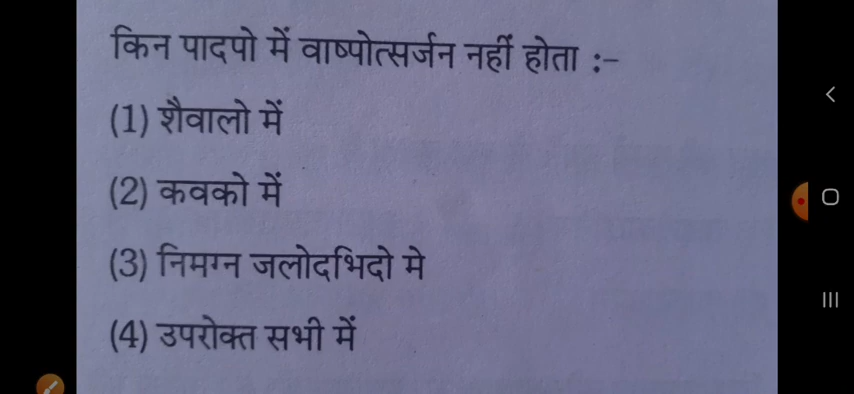 किन पादपो में वाष्पोत्सर्जन नहीं होता :–
(1) शैवालो में
(2) कवको में
(3) निमग्न जलोदभिदो मे
(4) उपरोक्त सभी में